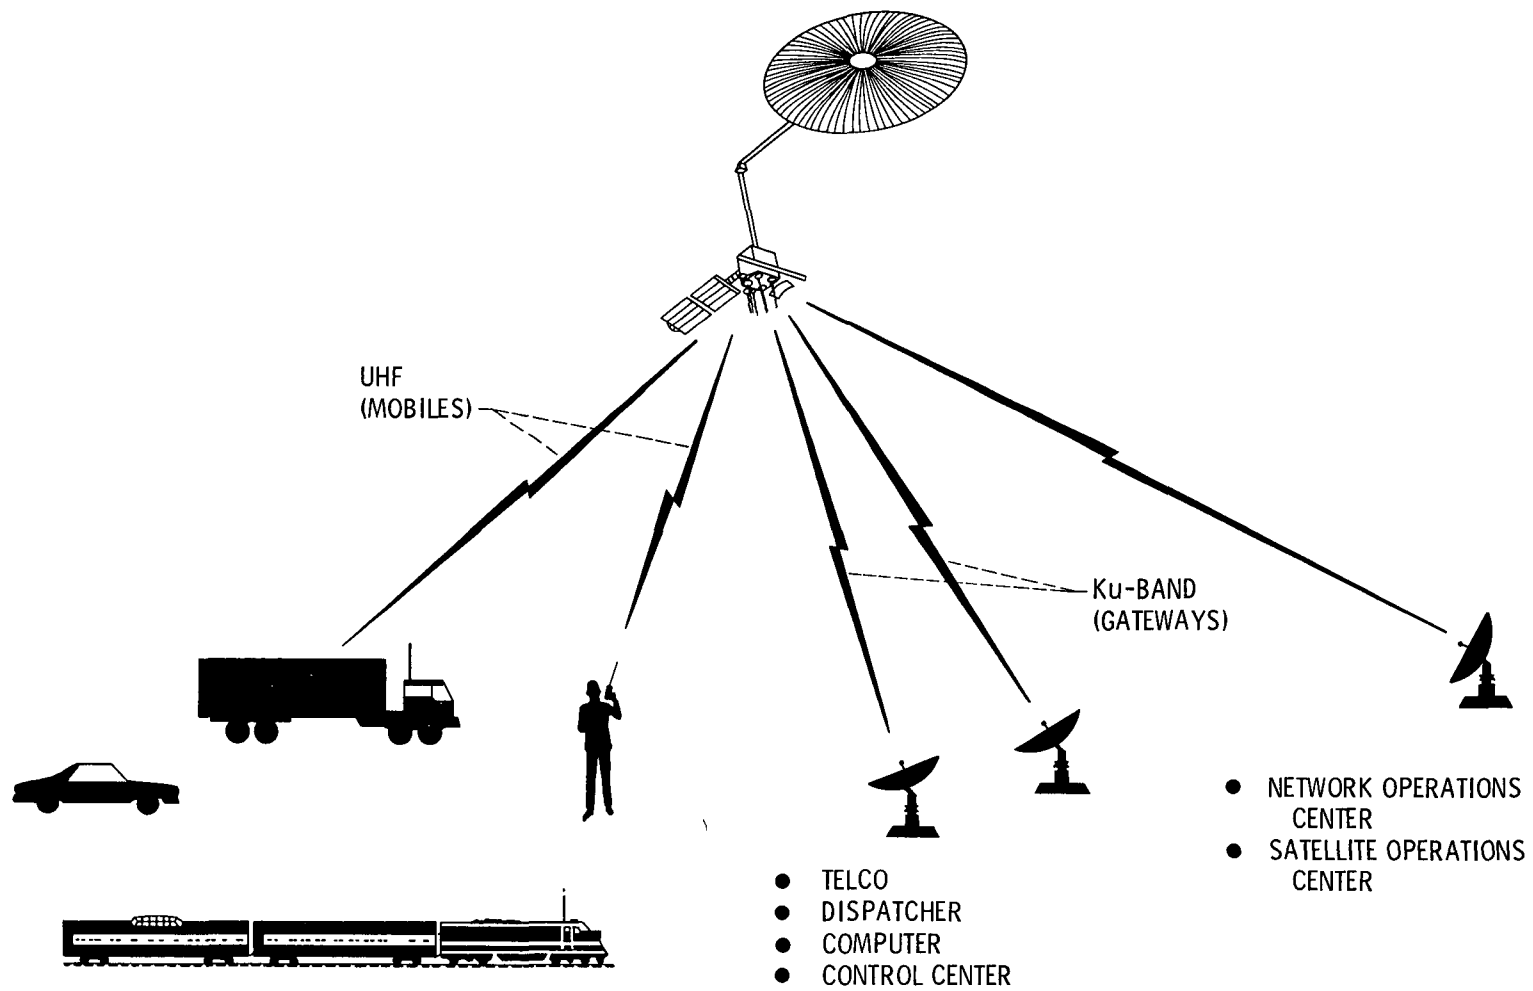 UHF
(MOBILES)
Ku-BAND
(GATEWAYS)
● NETWORK OPERATIONS
CENTER
● SATELLITE OPERATIONS
CENTER
● TELCO
● DISPATCHER
● COMPUTER
● CONTROL CENTER